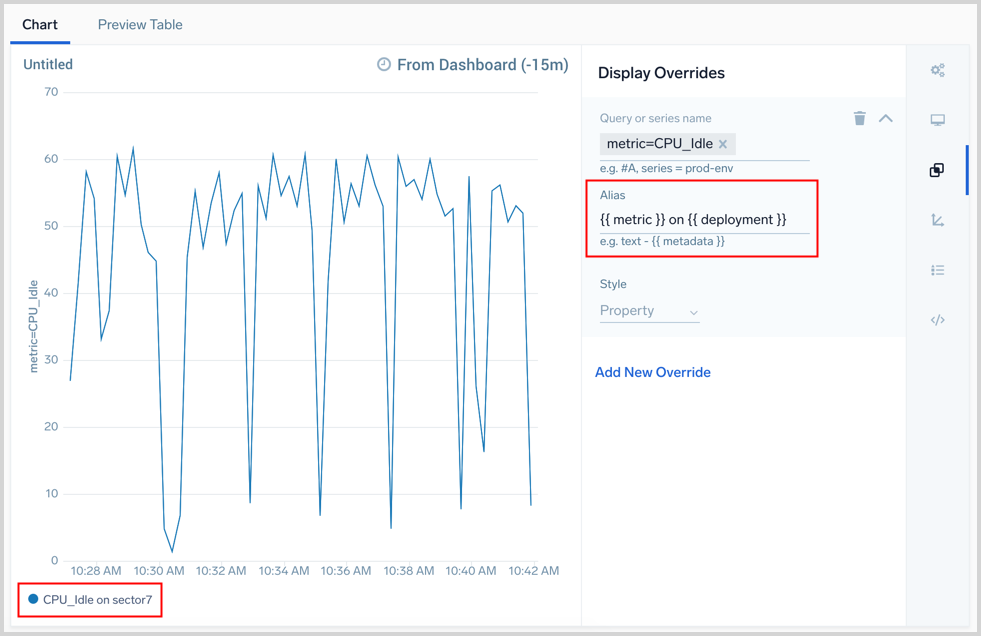 Chart Preview Table
Untitled
From Dashboard (-15m)
70
60
50
40
30
20
10
0
metric=CPU_Idle
10:28 AM 10:30 AM 10:32 AM 10:34 AM 10:36 AM 10:38 AM 10:40 AM 10:42 AM
CPU_Idle on sector7
Display Overrides
Query or series name
metric=CPU_Idle x
e.g. #A, series = prod-env
Alias
{{ metric }} on {{ deployment }}
e.g. text - {{ metadata }}
Style
Property
Add New Override